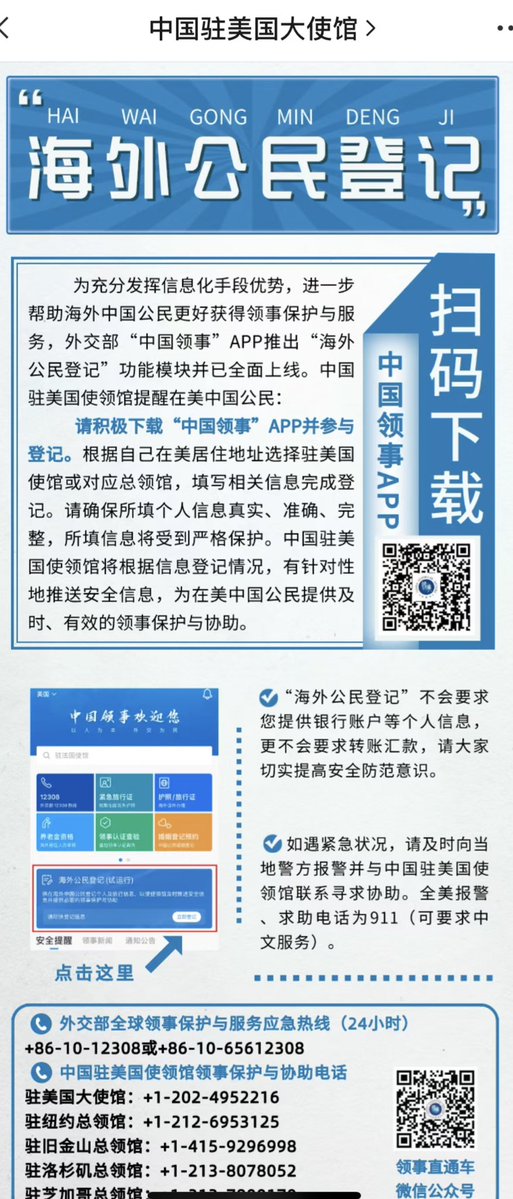 中国驻美国大使馆
HAI WAI GONG MIN DENG JI
海外公民登记
为充分发挥信息化手段优势，进一步
帮助海外中国公民更好获得领事保护与服
务，外交部“中国领事”APP推出“海外
公民登记”功能模块并已全面上线。中国
驻美国使领馆提醒在美中国公民：
请积极下载“中国领事”APP并参与
登记。根据自己在美居住地址选择驻美国
使馆或对应总领馆，填写相关信息完成登
记。请确保所填个人信息真实、准确、完
整，所填信息将受到严格保护。中国驻美
国使领馆将根据信息登记情况，有针对性
地推送安全信息，为在美中国公民提供及
时、有效的领事保护与协助。
扫码下载
中国领事APP
美国
中国领事欢迎您
以人为本 外交为民
驻法国使馆
12308
紧急旅行证
护照/旅行证
养老金资格
领事认证查验
婚姻登记预约
海外公民登记(试运行)
请尽快登记信息
立即登记
安全提醒 领事新闻 通知公告
点击这里
“海外公民登记”不会要求
您提供银行账户等个人信息，
更不会要求转账汇款，请大家
切实提高安全防范意识。
如遇紧急状况，请及时向当
地警方报警并与中国驻美国使
领馆联系寻求协助。全美报警
、求助电话为911（可要求中
文服务）。
外交部全球领事保护与服务应急热线（24小时）
+86-10-12308或+86-10-65612308
中国驻美国使领馆领事保护与协助电话
驻美国大使馆：+1-202-4952216
驻纽约总领馆：+1-212-6953125
驻旧金山总领馆：+1-415-9296998
驻洛杉矶总领馆：+1-213-8078052
驻芝加哥总领馆：
领事直通车
微信公众号